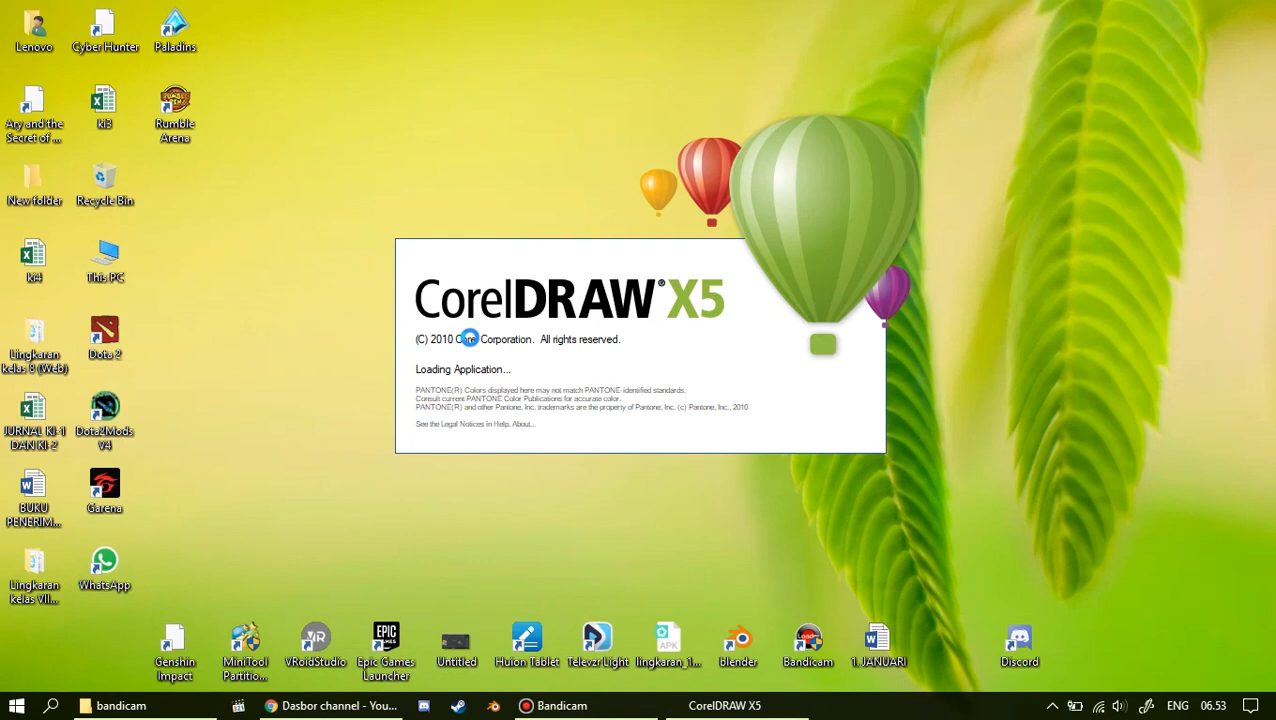 Lenovo
Cyber Hunter
Paladins
Ary and the
Secret of ...
ki3
Rumble
Arena
New folder
Recycle Bin
ki4
This PC
Lingkaran
kelas 8 (Web)
Dota 2
JURNAL KI-1
DAN KI-2
Dota2Mods
V4
BUKU
PENERIM...
Garena
Lingkaran
kelas VII...
WhatsApp
CorelDRAW® X5
(C) 2010 Corel Corporation. All rights reserved.
Loading Application...
PANTONE(R) Colors displayed here may not match PANTONE-identified standards.
Consult current PANTONE Color Publications for accurate color.
PANTONE(R) and other Pantone, Inc. trademarks are the property of Pantone, Inc. (c) Pantone, Inc., 2010
See the Legal Notices in Help, About...
Genshin
Impact
MiniTool
Partitio...
VRoidStudio
Epic Games
Launcher
Untitled
Huion Tablet
Televzr Light
lingkaran_1...
blender
Bandicam
1. JANUARI
Discord
bandicam
Dasbor channel - You...
Bandicam
CorelDRAW X5
ENG
06.53